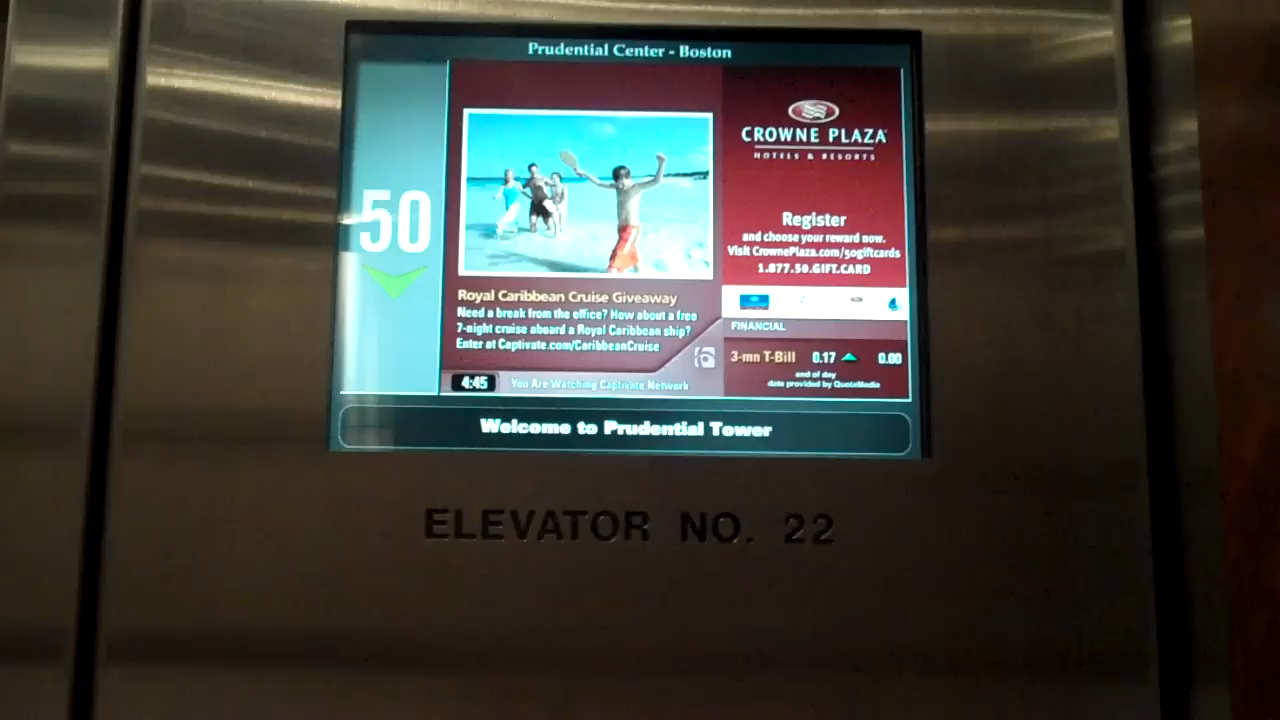 Prudential Center - Boston
50
Royal Caribbean Cruise Giveaway
Need a break from the office? How about a free
7-night cruise aboard a Royal Caribbean ship?
Enter at Captivate.com/CaribbeanCruise
4:45
You Are Watching Captivate Network
CROWNE PLAZA
HOTELS & RESORTS
Register
and choose your reward now.
Visit CrownePlaza.com/50giftcards
1.877.50.GIFT.CARD
FINANCIAL
3-mn T-Bill 0.17 0.00
end of day
data provided by QuoteMedia
Welcome to Prudential Tower
ELEVATOR NO. 22